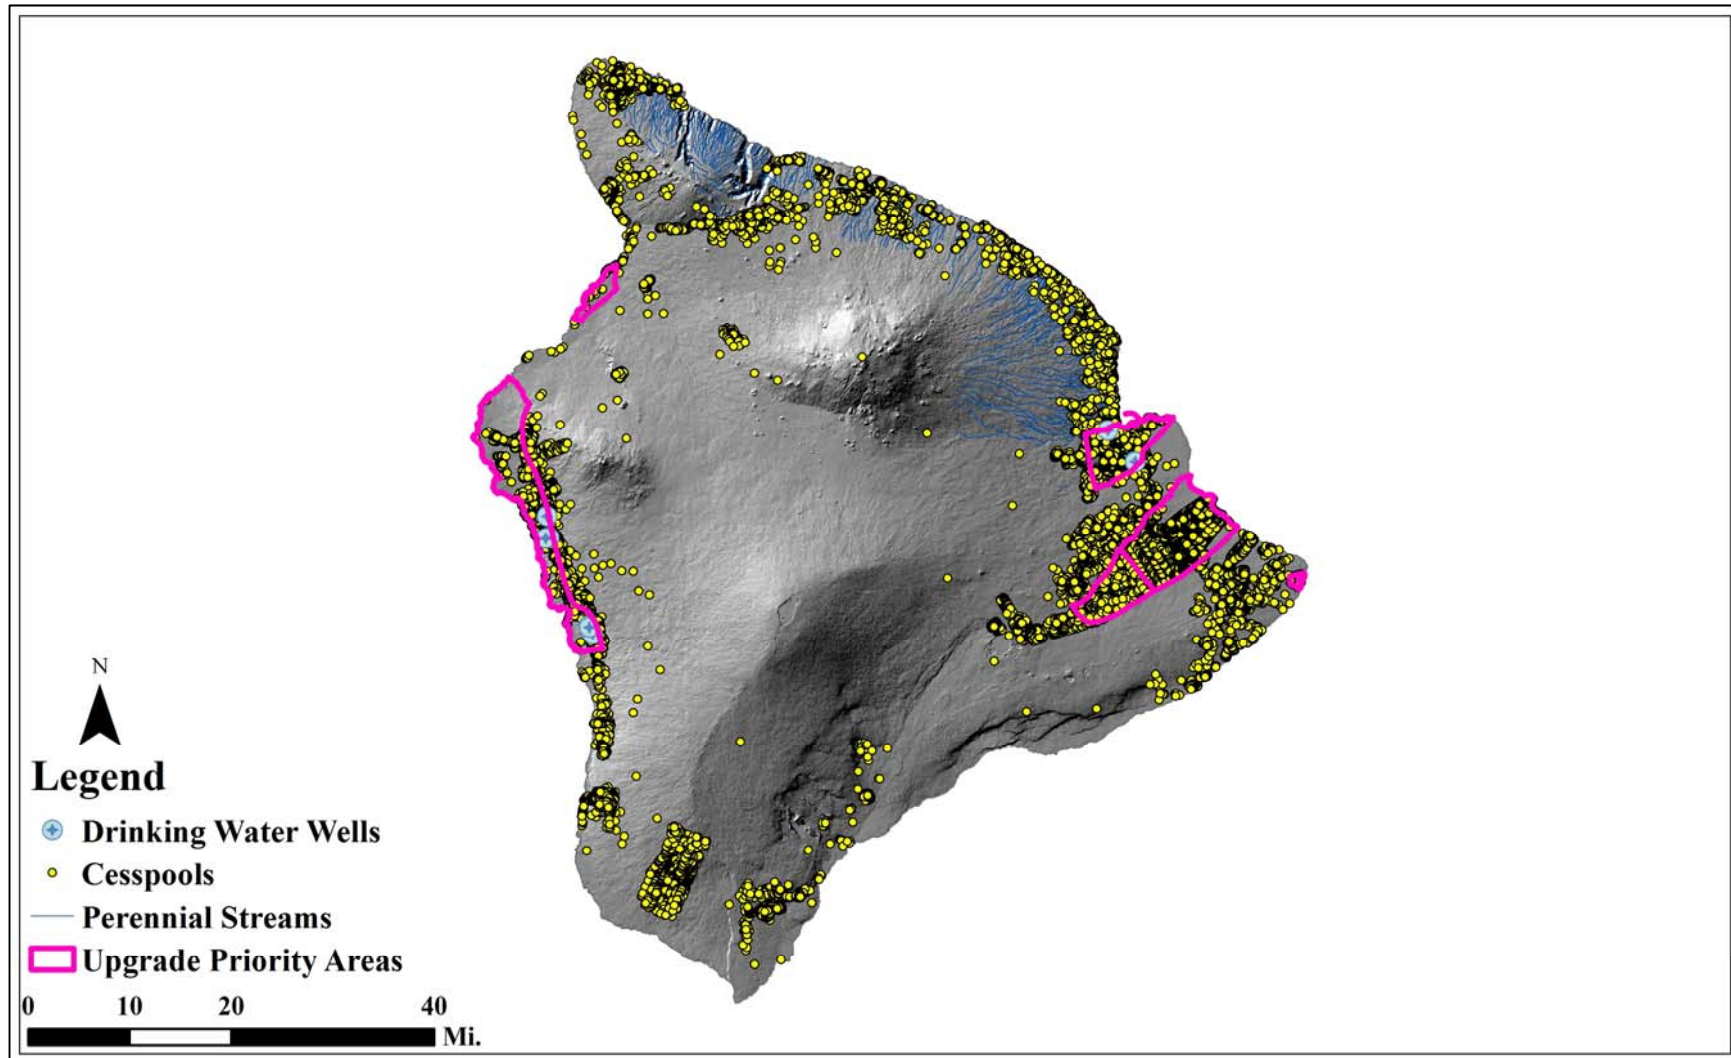 N
Legend
Drinking Water Wells
Cesspools
Perennial Streams
Upgrade Priority Areas
0 10 20 40
Mi.